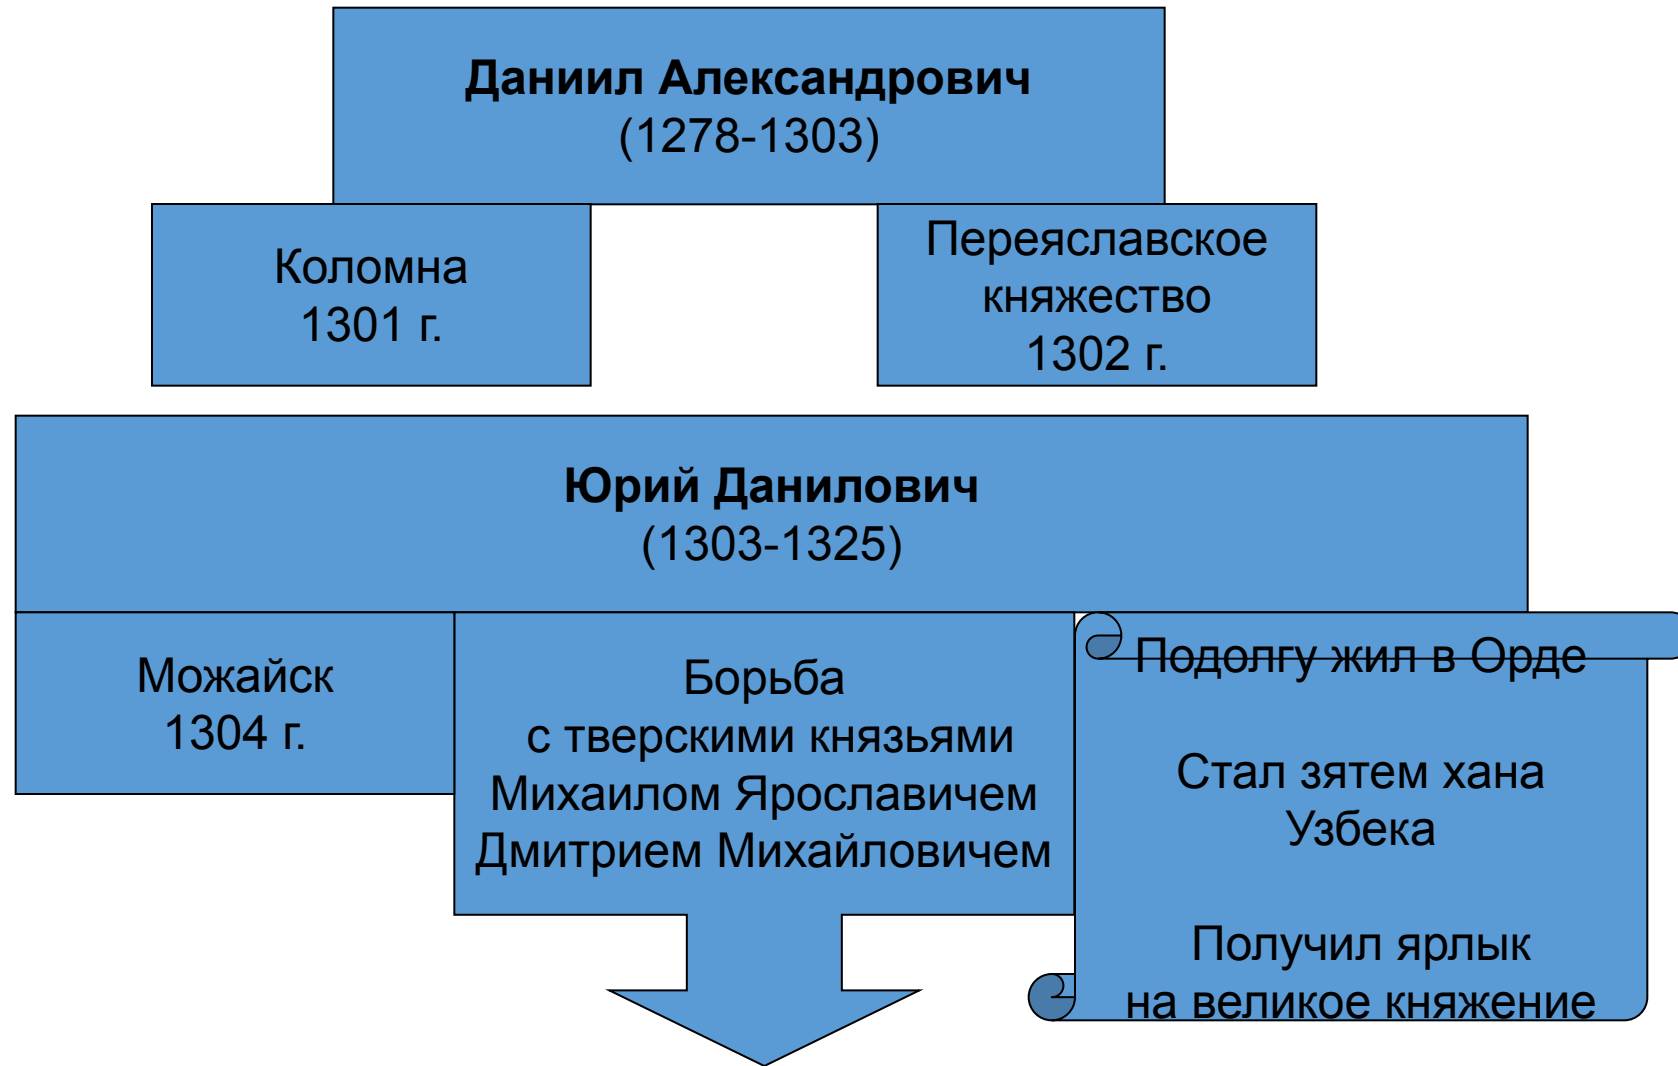 Даниил Александрович
(1278-1303)
Коломна
1301 г.
Переяславское
княжество
1302 г.
Юрий Данилович
(1303-1325)
Можайск
1304 г.
Борьба
с тверскими князьями
Михаилом Ярославичем
Дмитрием Михайловичем
Подолгу жил в Орде
Стал зятем хана
Узбека
Получил ярлык
на великое княжение